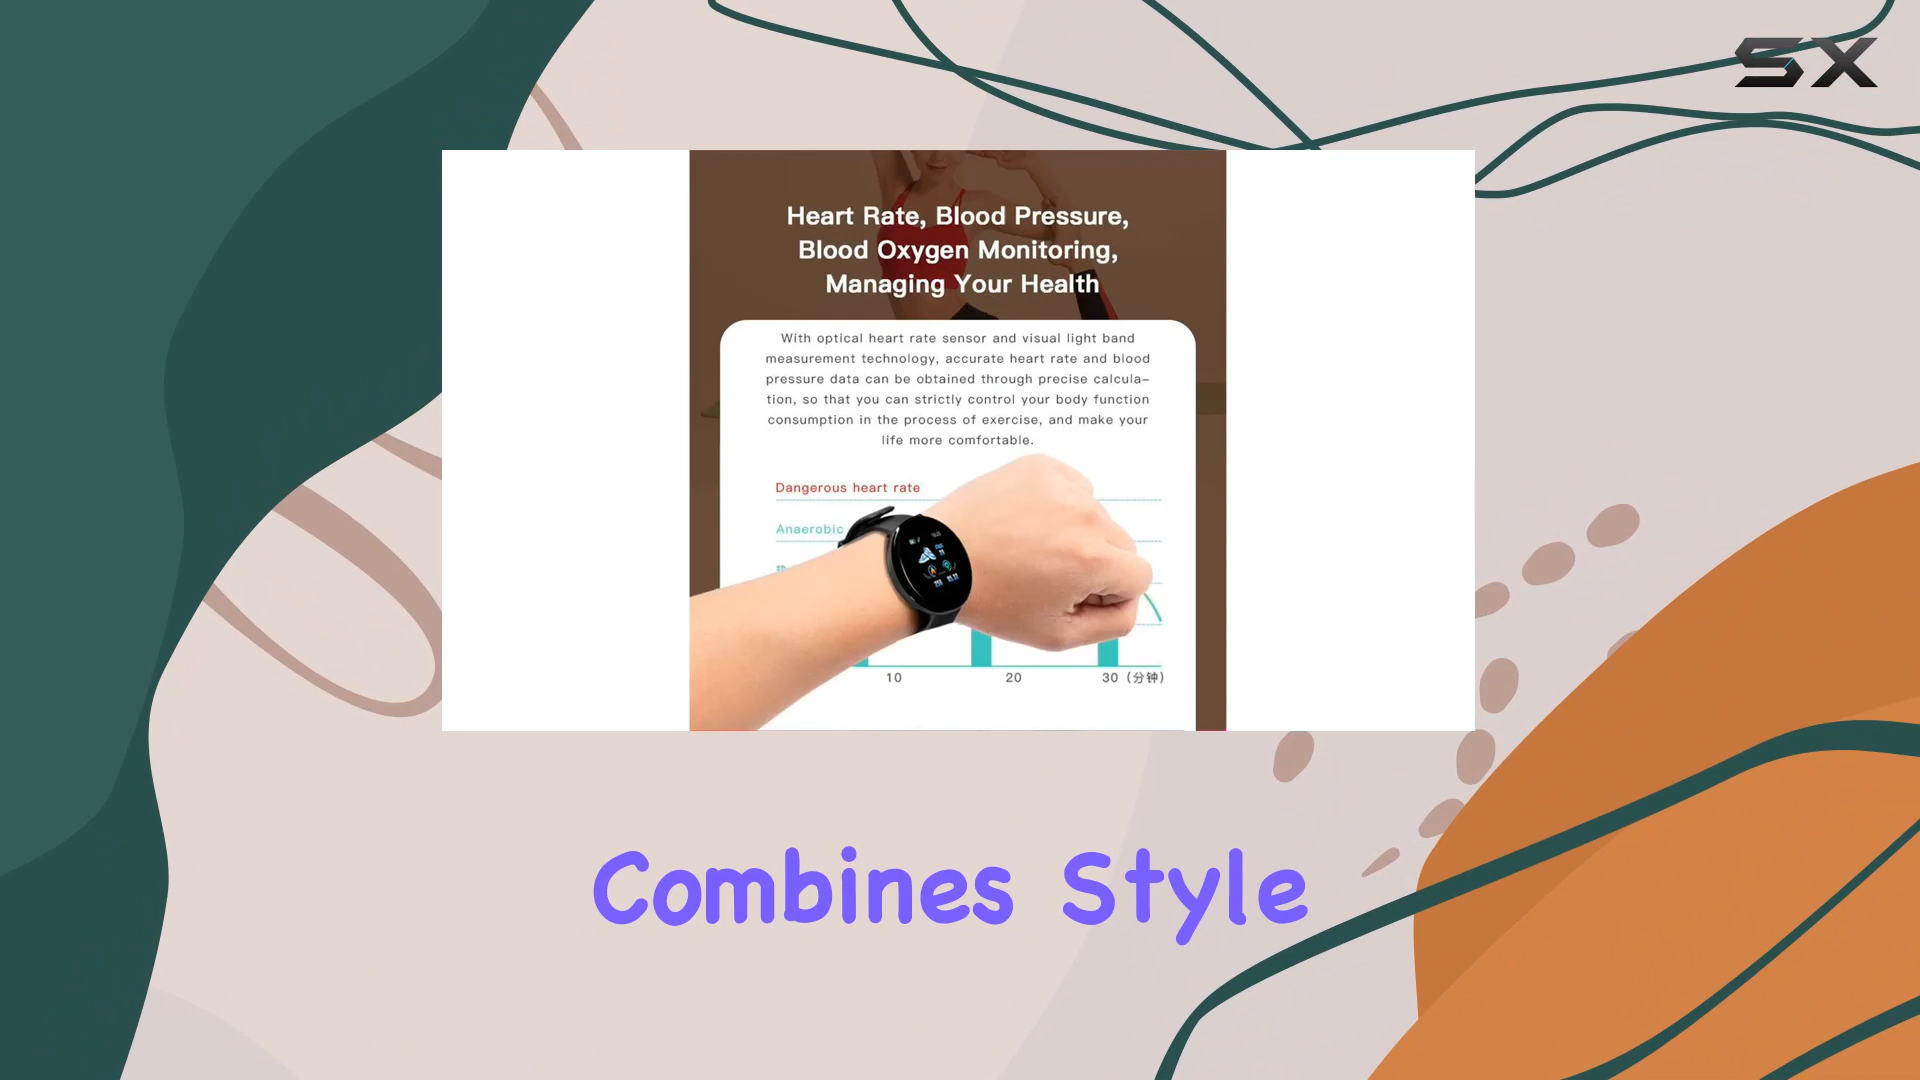 SX
Heart Rate, Blood Pressure,
Blood Oxygen Monitoring,
Managing Your Health
With optical heart rate sensor and visual light band
measurement technology, accurate heart rate and blood
pressure data can be obtained through precise calcula-
tion, so that you can strictly control your body function
consumption in the process of exercise, and make your
life more comfortable.
Dangerous heart rate
Anaerobic
10 20 30 (分钟)
Combines Style